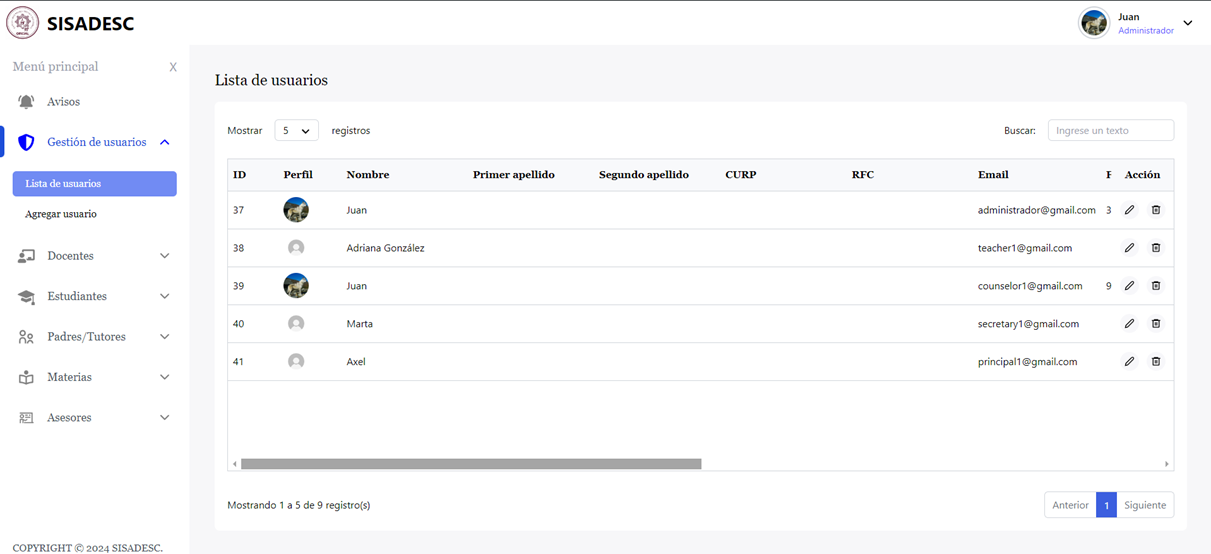 SISADESC
Juan
Administrador
Menú principal X
Avisos
Gestión de usuarios
Lista de usuarios
Agregar usuario
Docentes
Estudiantes
Padres/Tutores
Materias
Asesores
COPYRIGHT © 2024 SISADESC.
Lista de usuarios
Mostrar 5 registros Buscar: Ingrese un texto
ID Perfil Nombre Primer apellido Segundo apellido CURP RFC Email Acción
37 Juan administrador@gmail.com 3
38 Adriana González teacher1@gmail.com
39 Juan counselor1@gmail.com 9
40 Marta secretary1@gmail.com
41 Axel principal1@gmail.com
Mostrando 1 a 5 de 9 registro(s) Anterior 1 Siguiente